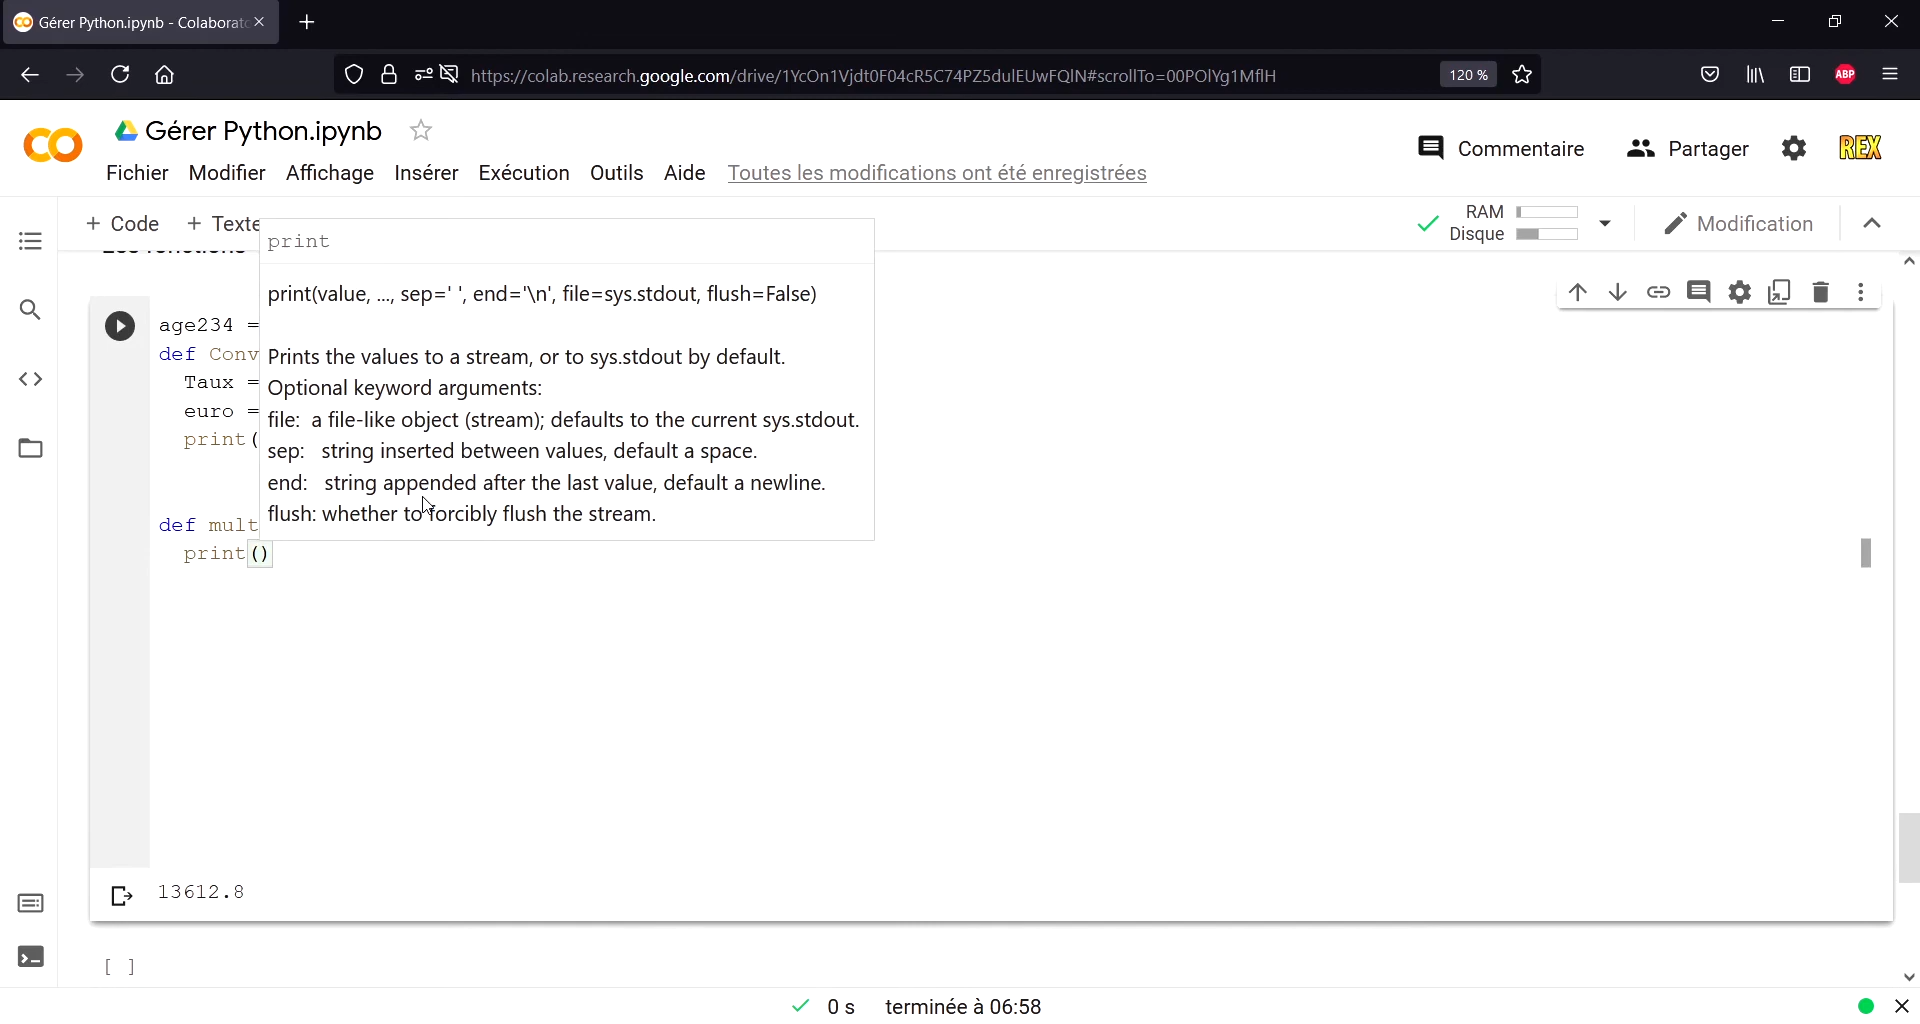 Gérer Python.ipynb - Colaborato
https://colab.research.google.com/drive/1YcOn1Vjdt0F04cR5C74PZ5dulEUwFQlN#scrollTo=00POlYg1MflH
120 %
ABP
Gérer Python.ipynb
Fichier Modifier Affichage Insérer Exécution Outils Aide Toutes les modifications ont été enregistrées
Commentaire
Partager
REX
+ Code + Texte
RAM
Disque
Modification
print
print(value, ..., sep=' ', end='\n', file=sys.stdout, flush=False)
Prints the values to a stream, or to sys.stdout by default.
Optional keyword arguments:
file: a file-like object (stream); defaults to the current sys.stdout.
sep: string inserted between values, default a space.
end: string appended after the last value, default a newline.
flush: whether to forcibly flush the stream.
age234 =
def Conv
Taux =
euro =
print(
def mult
print()
13612.8
[ ]
0 s terminée à 06:58